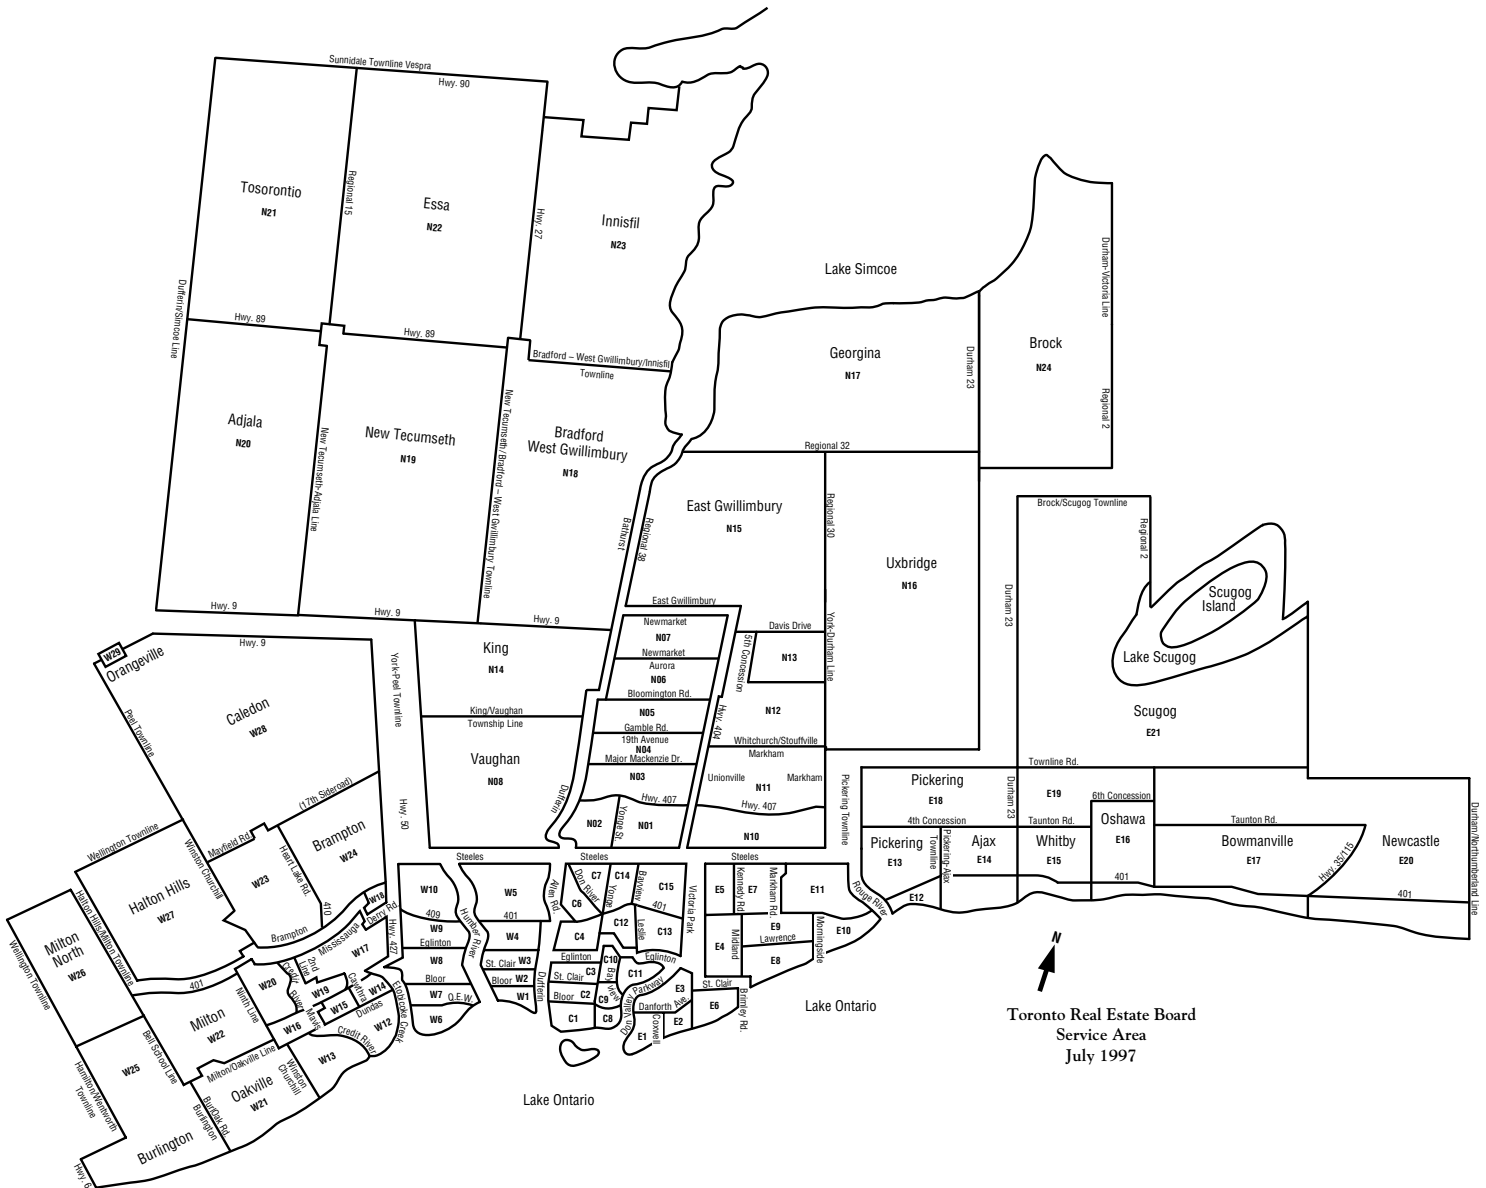 Sunnidale Townline Vespra
Hwy. 90
Tosorontio
N21
Regional 15
Essa
N22
Hwy. 27
Innisfil
N23
Lake Simcoe
Durham-Victoria Line
Dufferin/Simcoe Line
Hwy. 89
Hwy. 89
Bradford – West Gwillimbury/Innisfil
Townline
Georgina
N17
Durham 23
Brock
N24
Regional 2
Adjala
N20
New Tecumseth-Adjala Line
New Tecumseth
N19
New Tecumseth / Bradford – West Gwillimbury Townline
Bradford
West Gwillimbury
N18
Regional 32
Bathurst
Regional 38
East Gwillimbury
N15
Regional 30
Uxbridge
N16
Brock/Scugog Townline
Regional 2
Durham 23
Scugog
Island
Lake Scugog
Scugog
E21
Hwy. 9
Hwy. 9
Hwy. 9
East Gwillimbury
Newmarket
N07
Newmarket
Aurora
N06
Bloomington Rd.
N05
Gamble Rd.
19th Avenue
N04
Major Mackenzie Dr.
N03
Hwy. 407
N02
Yonge St.
N01
Davis Drive
5th Concession
N13
York-Durham Line
N12
Hwy. 404
Whitchurch/Stouffville
Markham
Unionville
Markham
N11
Hwy. 407
N10
Pickering Townline
King
N14
King/Vaughan
Township Line
Vaughan
N08
Dufferin
York-Peel Townline
Hwy. 50
W29
Orangeville
Hwy. 9
Peel Townline
Caledon
W28
(17th Sideroad)
Mayfield Rd.
Brampton
W24
Heart Lake Rd.
W23
410
Winston Churchill
Wellington Townline
Halton Hills
W27
Halton Hills/Milton Townline
Milton
North
W26
Wellington Townline
401
Brampton
Mississauga
W18
Derry Rd.
W17
Hwy. 427
2nd
Line
Credit
River
W20
W19
Cawthra
W14
W15
Mavis
Dundas
W16
W12
Credit River
W13
Etobicoke Creek
Ninth Line
Milton
W22
Bell School Line
Milton/Oakville Line
Winston
Churchill
Oakville
W21
Burl/Oak Rd.
Burlington
W25
Hamilton/Wentworth
Townline
Burlington
Hwy. 6
Steeles
Steeles
Steeles
W10
409
W9
Eglinton
W8
Bloor
W7
Q.E.W.
W6
Humber River
W5
401
W4
St. Clair
W3
Bloor
W2
W1
Allen Rd.
Dufferin
C7
C14
Don River
C6
Yonge
Bayview
C15
401
C12
Leslie
C13
Victoria Park
C4
Eglinton
C10
C3
St. Clair
Bayview
C11
Eglinton
Bloor
C2
C9
C1
C8
Don Valley
Parkway
Danforth Ave.
E3
Coxwell
E2
E1
St. Clair
E6
Brimley Rd.
E5
Kennedy Rd.
E7
Markham Rd.
E11
Rouge River
E4
Midland
E9
Lawrence
E8
Morningside
E10
Townline Rd.
Pickering
E18
Durham 23
E19
6th Concession
4th Concession
Taunton Rd.
Taunton Rd.
Oshawa
E16
Pickering
E13
Pickering-Ajax
Townline
Ajax
E14
Whitby
E15
Bowmanville
E17
Hwy. 35/115
Newcastle
E20
401
401
E12
Durham/Northumberland Line
N
Lake Ontario
Lake Ontario
Toronto Real Estate Board
Service Area
July 1997